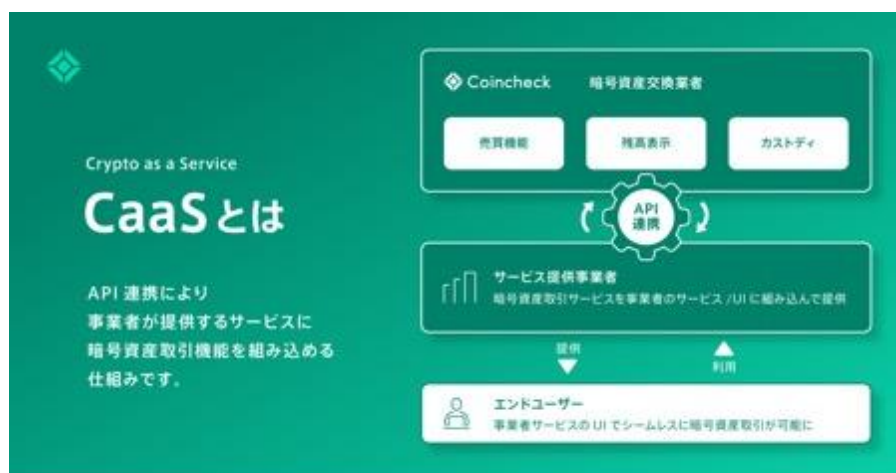 Crypto as a Service
CaaSとは
API 連携により
事業者が提供するサービスに
暗号資産取引機能を組み込める
仕組みです。
Coincheck 暗号資産交換業者
売買機能 残高表示 カストディ
API
連携
サービス提供事業者
暗号資産取引サービスを事業者のサービス /UI に組み込んで提供
提供 利用
エンドユーザー
事業者サービスの UI でシームレスに暗号資産取引が可能に